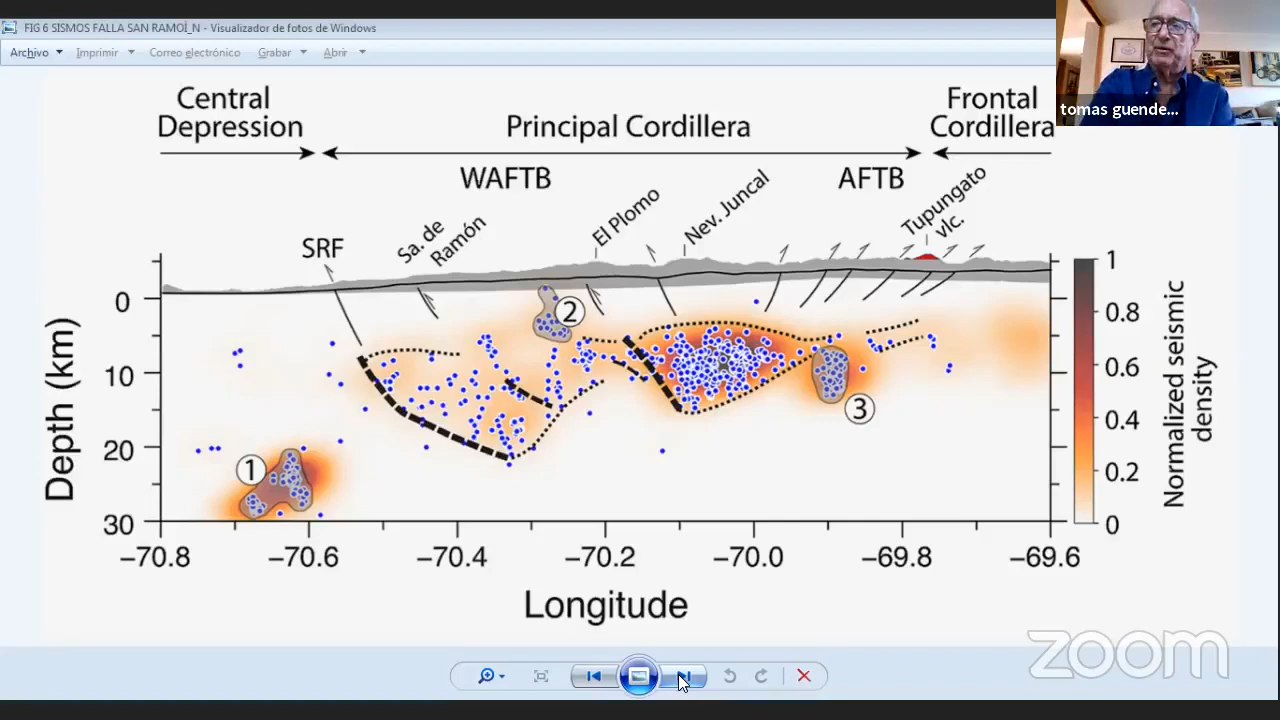 FIG 6 SISMOS FALLA SAN RAMOÌ_N - Visualizador de fotos de Windows
Archivo Imprimir Correo electrónico Grabar Abrir
tomas guende...
Central
Depression
Principal Cordillera
Frontal
Cordillera
WAFTB
AFTB
SRF
Sa. de
Ramón
El Plomo
Nev. Juncal
Tupungato
vlc.
Depth (km)
0
10
20
30
1
2
3
1
0.8
0.6
0.4
0.2
0
Normalized seismic
density
−70.8 −70.6 −70.4 −70.2 −70.0 −69.8 −69.6
Longitude
zoom